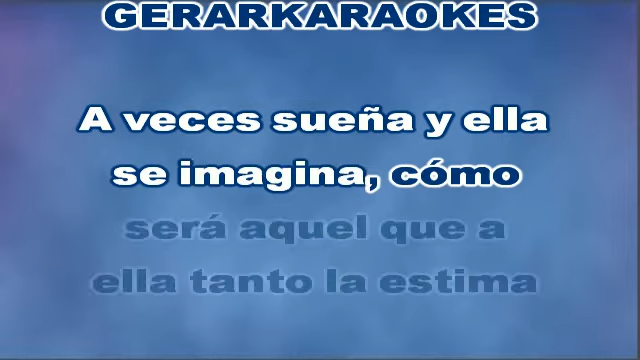 GERARKARAOKES
A veces sueña y ella
se imagina, cómo
será aquel que a
ella tanto la estima